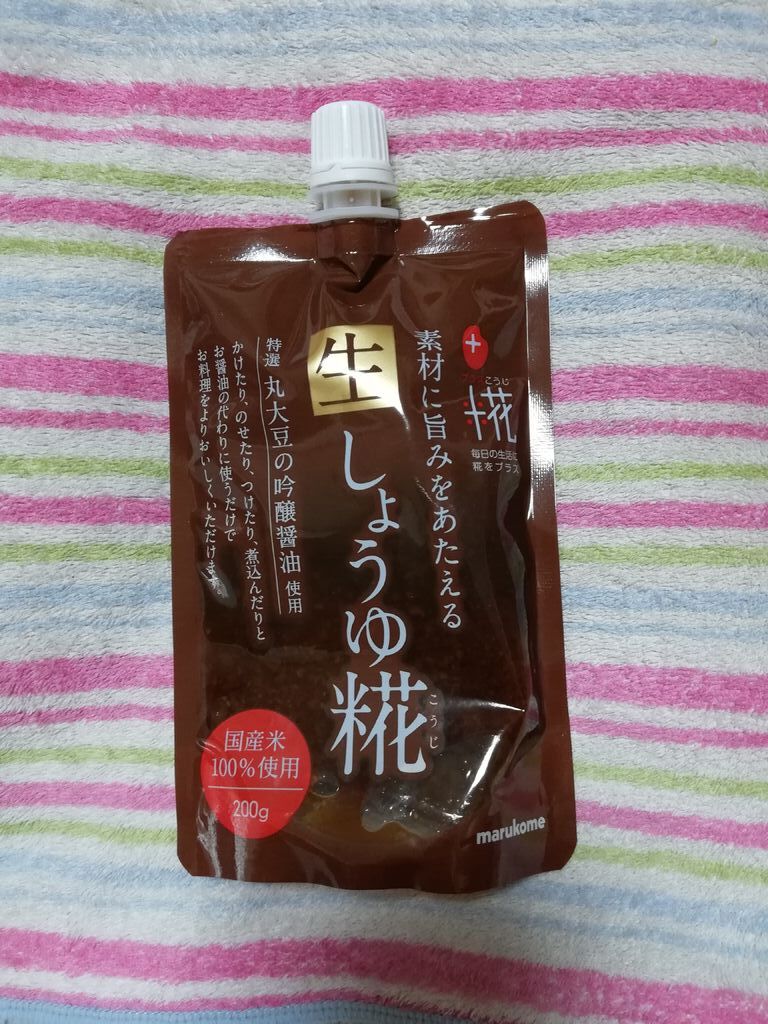 +
プラスこうじ
糀
毎日の生活に
糀をプラス
素材に旨みをあたえる
生しょうゆ糀
こうじ
特選 丸大豆の吟醸醤油 使用
かけたり、のせたり、つけたり、煮込んだりと
お醤油の代わりに使うだけで
お料理をよりおいしくいただけます。
国産米
100%使用
200g
marukome